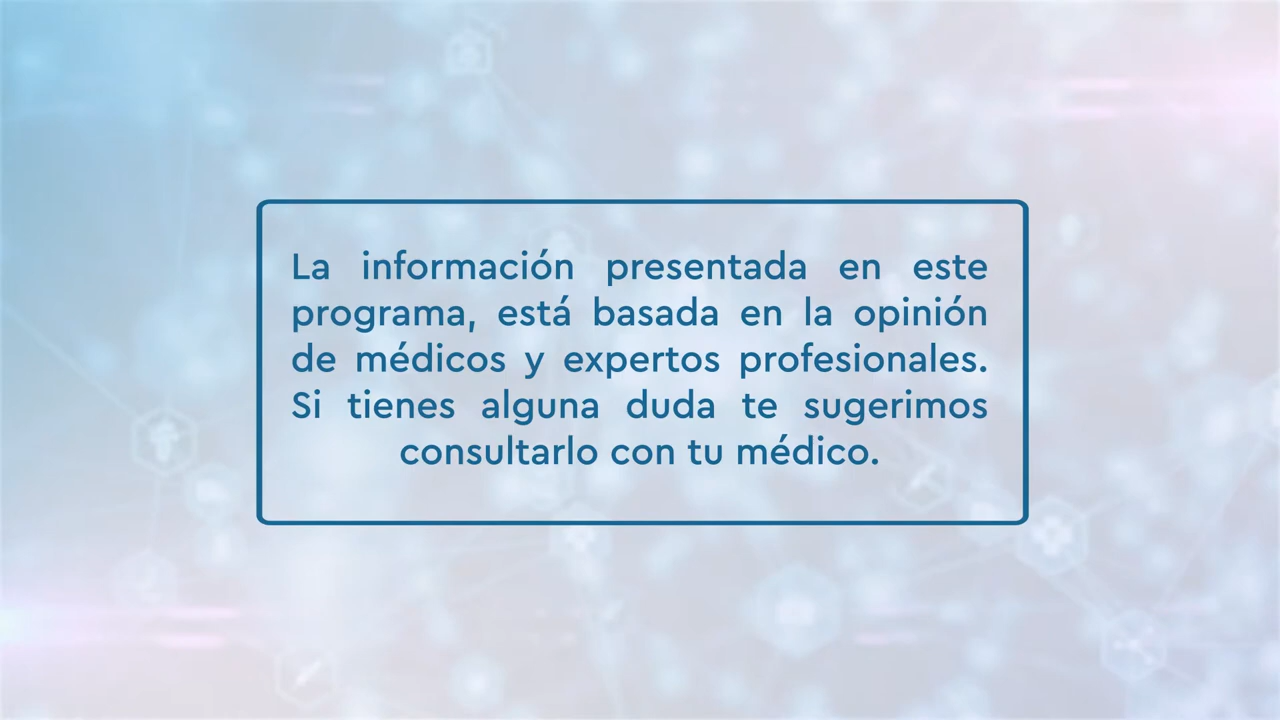 La información presentada en este
programa, está basada en la opinión
de médicos y expertos profesionales.
Si tienes alguna duda te sugerimos
consultarlo con tu médico.